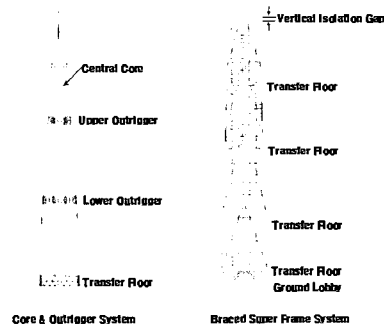 Vertical Isolation Gap
Central Core
Transfer Floor
Upper Outrigger
Transfer Floor
Lower Outrigger
Transfer Floor
Transfer Floor
Transfer Floor
Ground Lobby
Core & Outrigger System
Braced Super Frame System